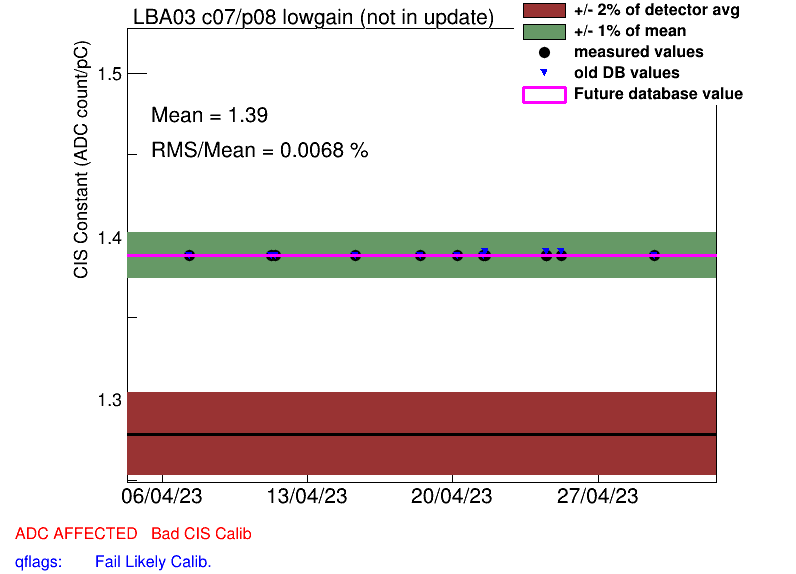 LBA03 c07/p08 lowgain (not in update)
+/- 2% of detector avg
+/- 1% of mean
measured values
old DB values
Future database value
CIS Constant (ADC count/pC)
1.5
Mean = 1.39
RMS/Mean = 0.0068 %
1.4
1.3
06/04/23 13/04/23 20/04/23 27/04/23
ADC AFFECTED Bad CIS Calib
qflags: Fail Likely Calib.